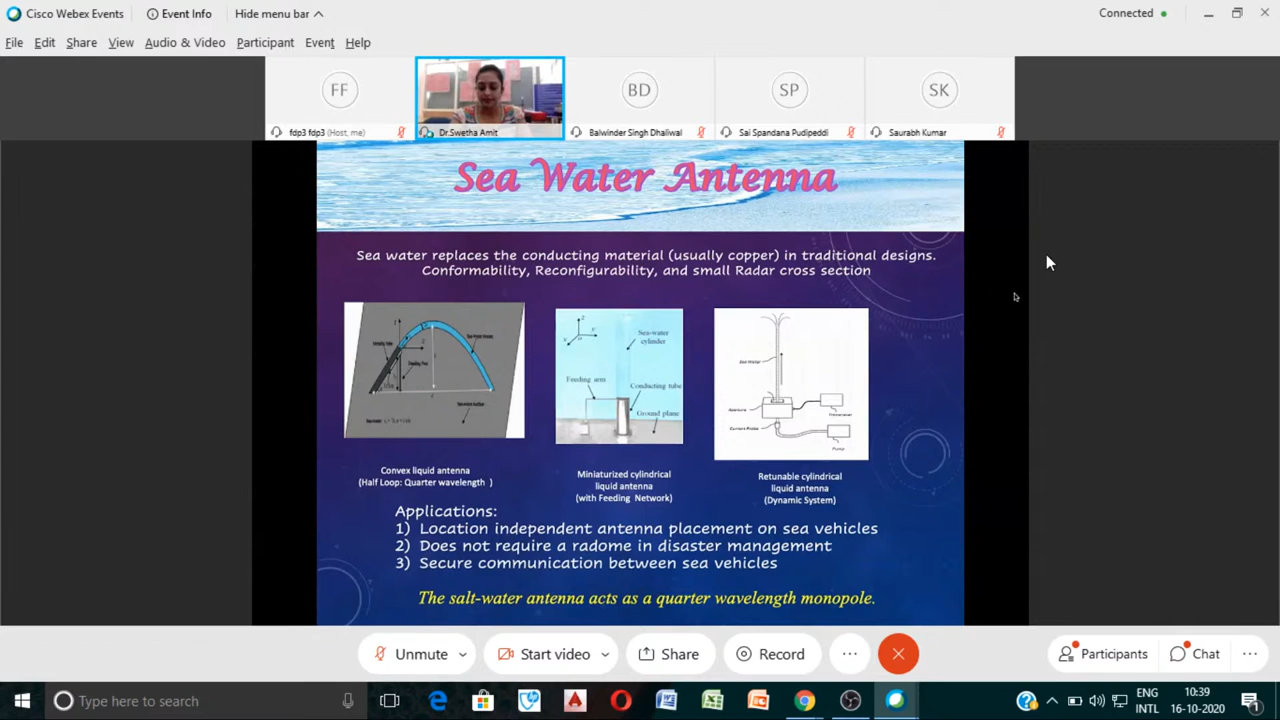 Cisco Webex Events
Event Info
Hide menu bar
Connected
File Edit Share View Audio & Video Participant Event Help
FF
BD
SP
SK
fdp3 fdp3 (Host, me)
Dr.Swetha Amit
Balwinder Singh Dhaliwal
Sai Spandana Pudipeddi
Saurabh Kumar
Sea Water Antenna
Sea water replaces the conducting material (usually copper) in traditional designs.
Conformability, Reconfigurability, and small Radar cross section
Sea-water
cylinder
Feeding arm
Conducting tube
Ground plane
Sea Water
Aperture
Current Probe
Transceiver
Pump
Convex liquid antenna
(Half Loop: Quarter wavelength )
Miniaturized cylindrical
liquid antenna
(with Feeding Network)
Retunable cylindrical
liquid antenna
(Dynamic System)
Applications:
1) Location independent antenna placement on sea vehicles
2) Does not require a radome in disaster management
3) Secure communication between sea vehicles
The salt-water antenna acts as a quarter wavelength monopole.
Unmute
Start video
Share
Record
Participants
Chat
Type here to search
ENG
INTL
10:39
16-10-2020